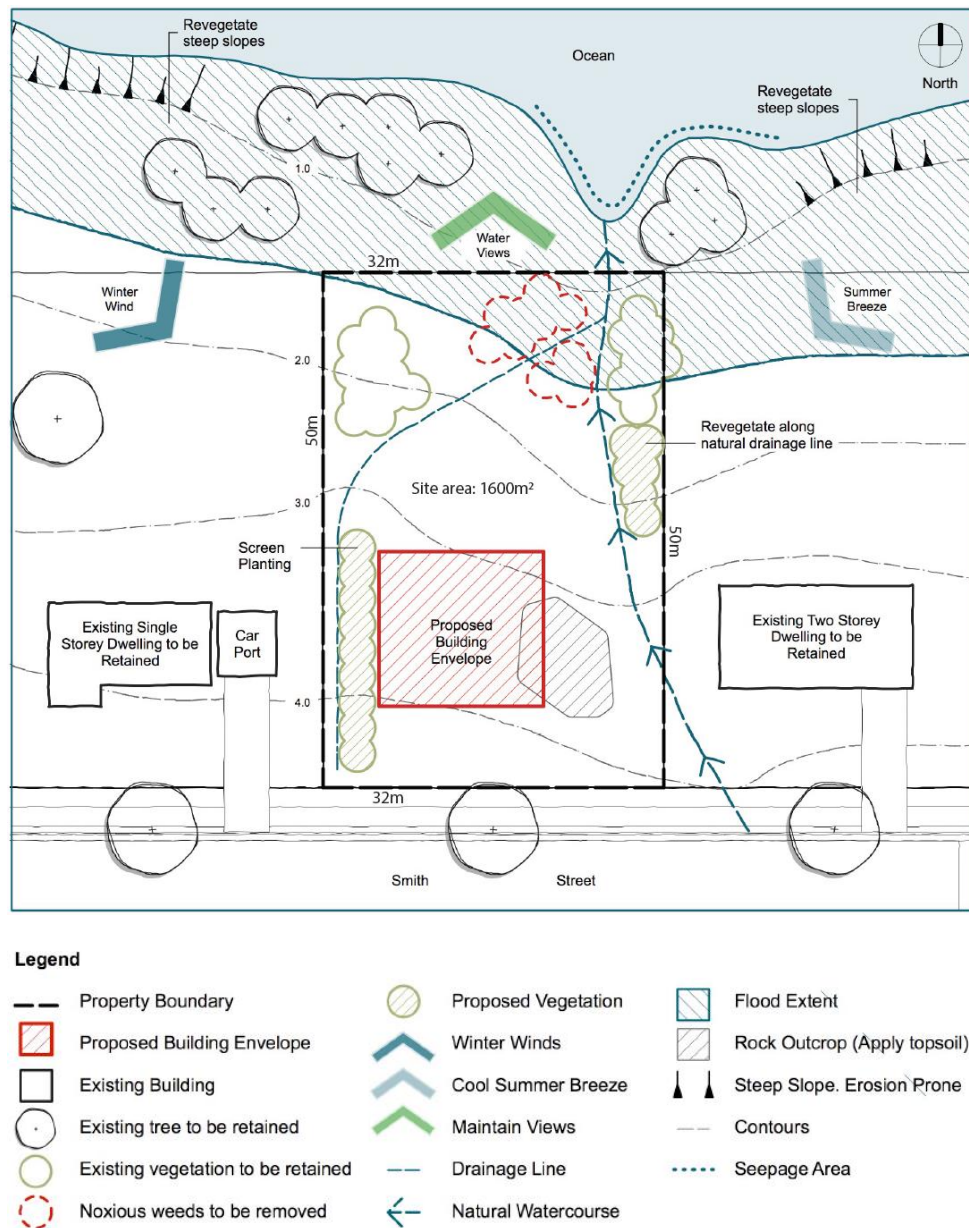 Revegetate
steep slopes
Ocean
North
Revegetate
steep slopes
1.0
Water
Views
32m
Winter
Wind
Summer
Breeze
2.0
50m
Revegetate along
natural drainage line
Site area: 1600m²
3.0
Screen
Planting
50m
Existing Single
Storey Dwelling to be
Retained
Car
Port
Proposed
Building
Envelope
Existing Two Storey
Dwelling to be
Retained
4.0
32m
Smith Street
Legend
Property Boundary
Proposed Building Envelope
Existing Building
Existing tree to be retained
Existing vegetation to be retained
Noxious weeds to be removed
Proposed Vegetation
Winter Winds
Cool Summer Breeze
Maintain Views
Drainage Line
Natural Watercourse
Flood Extent
Rock Outcrop (Apply topsoil)
Steep Slope. Erosion Prone
Contours
Seepage Area